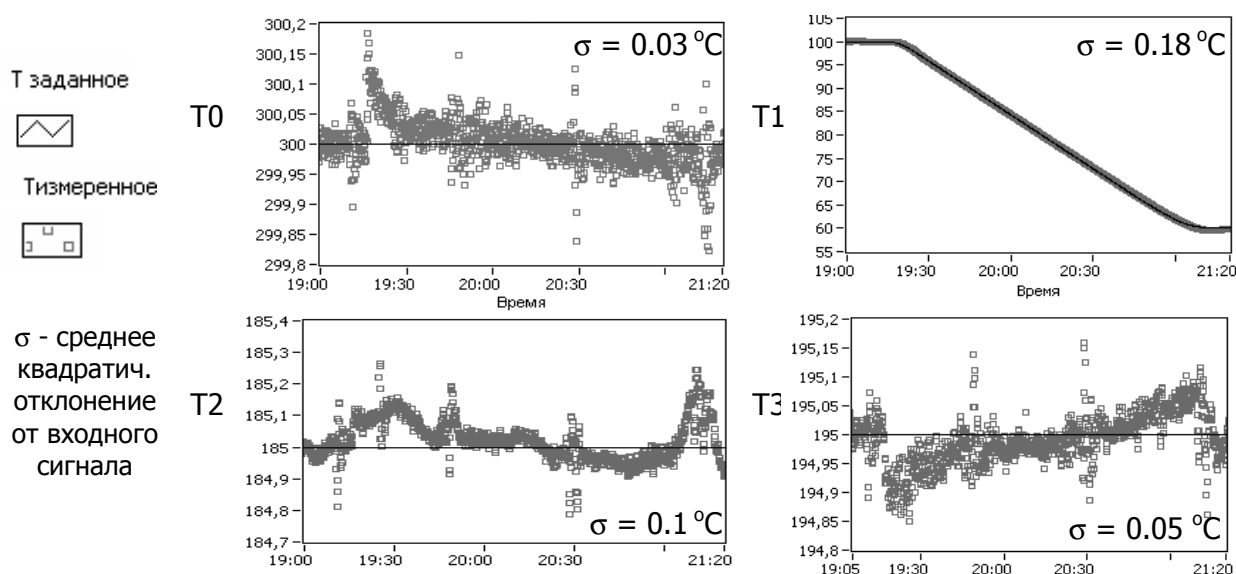 Т заданное
Тизмеренное
σ - среднее
квадратич.
отклонение
от входного
сигнала
T0
300,2
300,15
300,1
300,05
300
299,95
299,9
299,85
299,8
σ = 0.03 °C
19:00 19:30 20:00 20:30 21:20
Время
T1
105
100
95
90
85
80
75
70
65
60
55
σ = 0.18 °C
19:00 19:30 20:00 20:30 21:20
Время
T2
185,4
185,3
185,2
185,1
185
184,9
184,8
184,7
σ = 0.1 °C
19:00 19:30 20:00 20:30 21:20
T3
195,2
195,15
195,1
195,05
195
194,95
194,9
194,85
194,8
σ = 0.05 °C
19:05 19:30 20:00 20:30 21:20